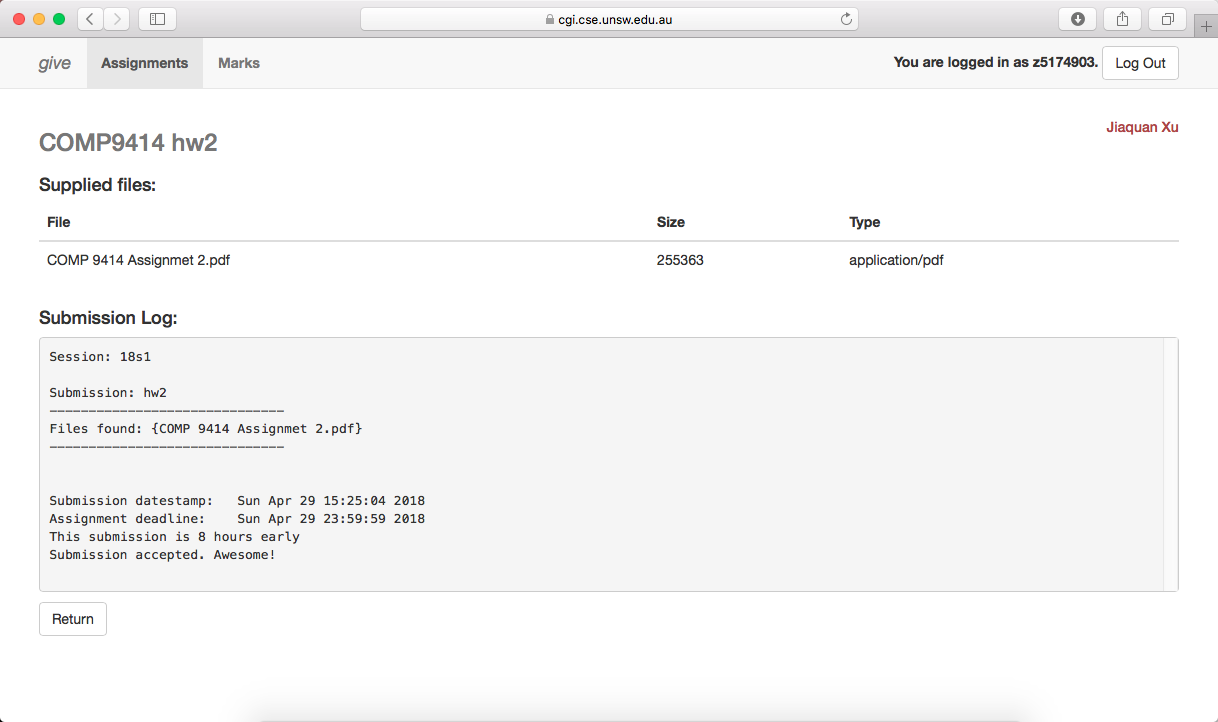 cgi.cse.unsw.edu.au
give Assignments Marks You are logged in as z5174903. Log Out
Jiaquan Xu
COMP9414 hw2
Supplied files:
File Size Type
COMP 9414 Assignmet 2.pdf 255363 application/pdf
Submission Log:
Session: 18s1
Submission: hw2
------------------------------
Files found: {COMP 9414 Assignmet 2.pdf}
------------------------------
Submission datestamp: Sun Apr 29 15:25:04 2018
Assignment deadline: Sun Apr 29 23:59:59 2018
This submission is 8 hours early
Submission accepted. Awesome!
Return